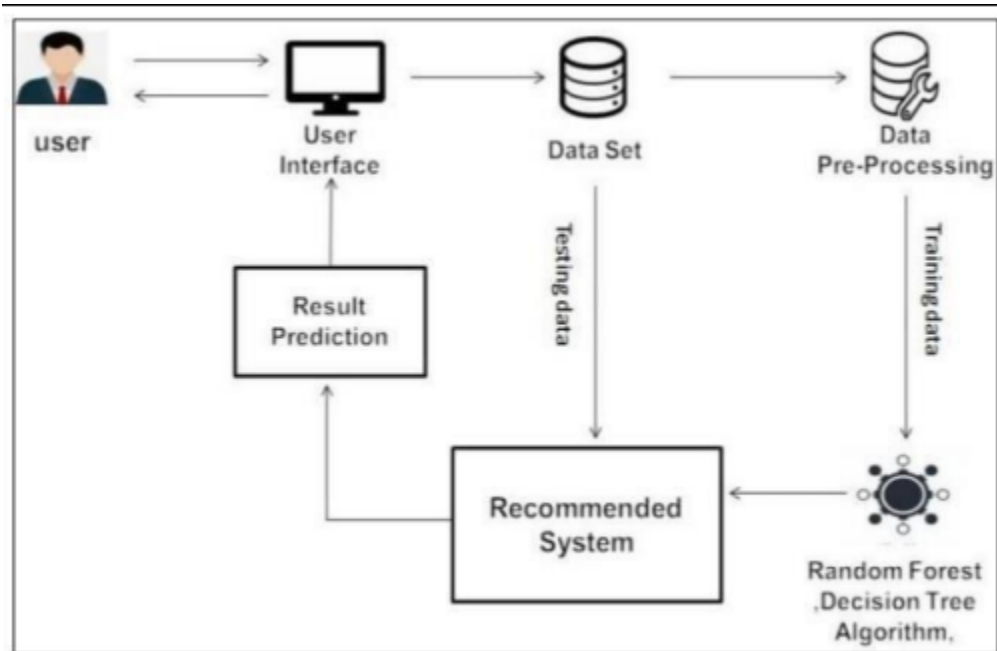 user
User
Interface
Data Set
Data
Pre-Processing
Testing data
Training data
Result
Prediction
Recommended
System
Random Forest
,Decision Tree
Algorithm,